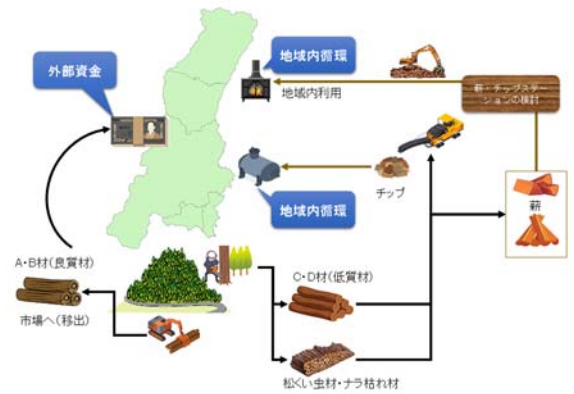 外部資金
地域内循環
地域内利用
薪・チップステー
ションの検討
チップ
地域内循環
薪
A・B材(良質材)
市場へ(移出)
C・D材(低質材)
松くい虫材・ナラ枯れ材